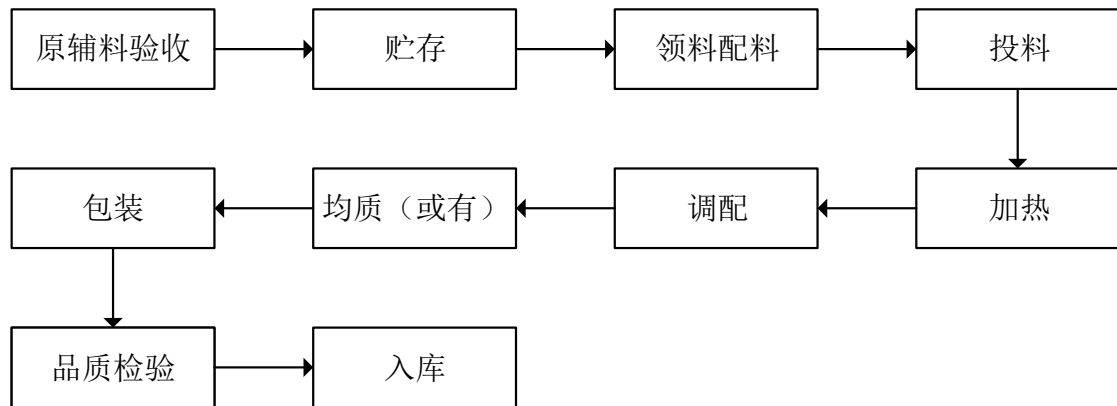 原辅料验收
贮存
领料配料
投料
加热
调配
均质（或有）
包装
品质检验
入库